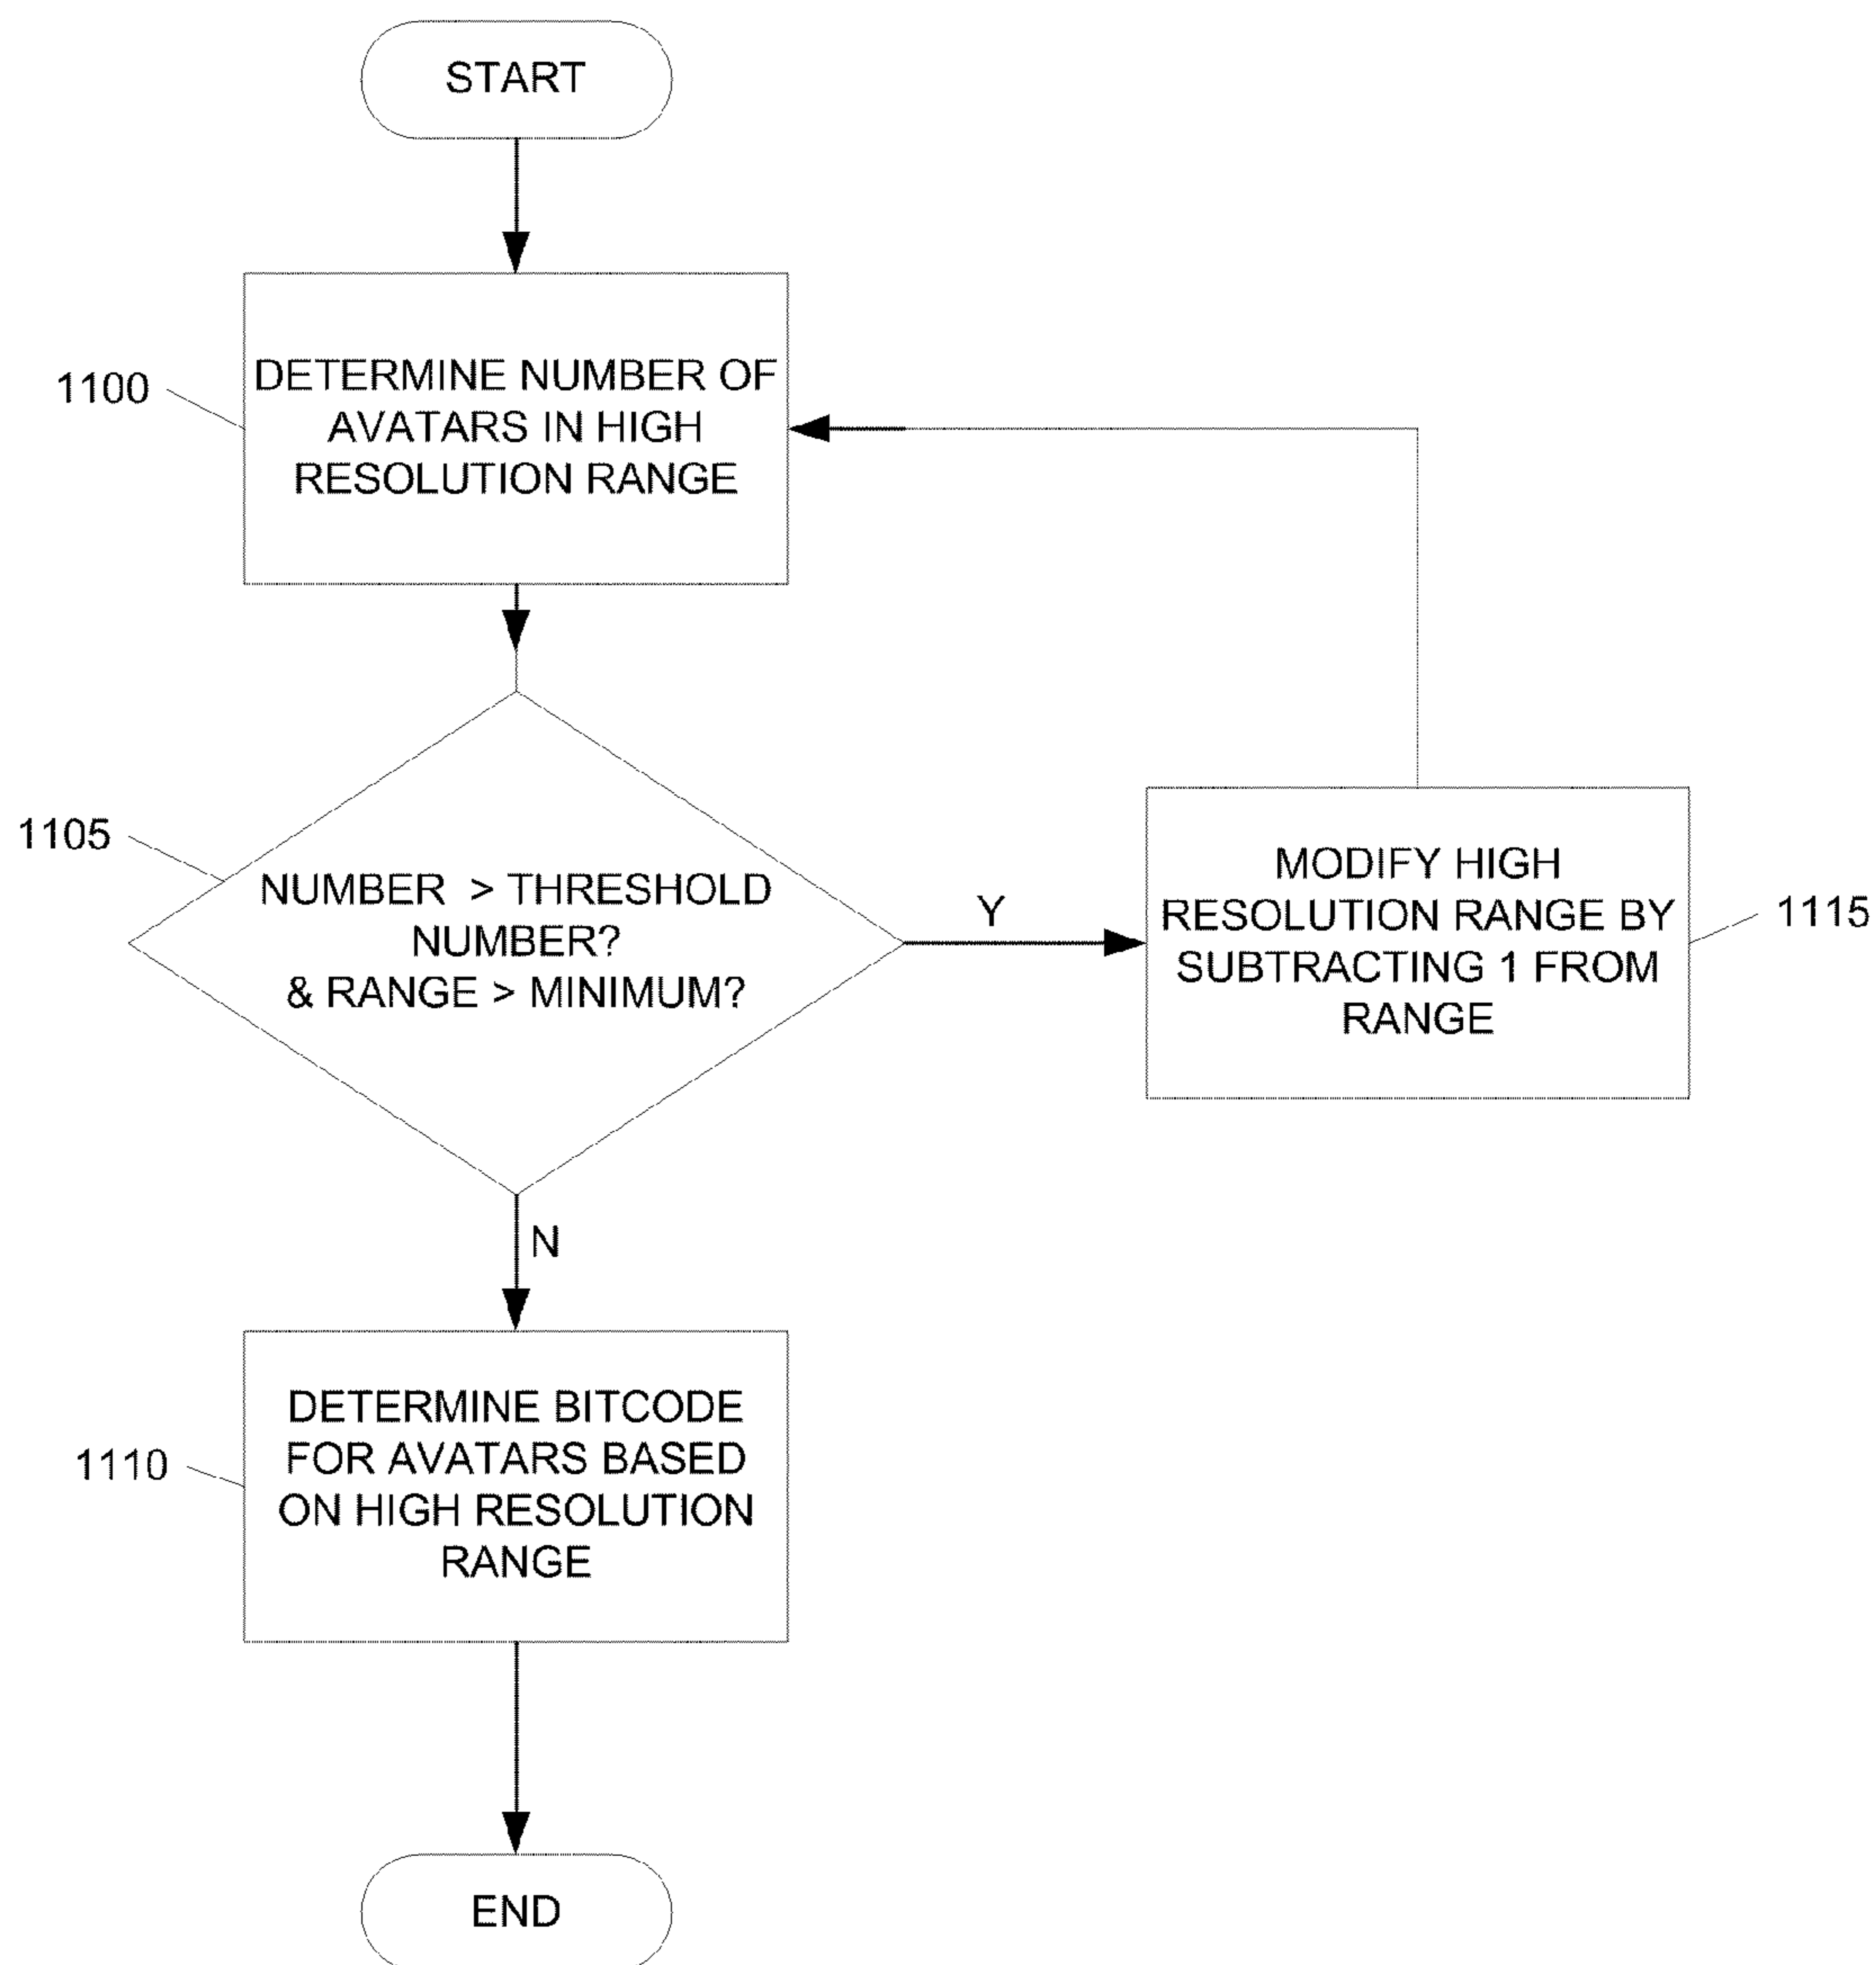 START
1100
DETERMINE NUMBER OF
AVATARS IN HIGH
RESOLUTION RANGE
1105
NUMBER > THRESHOLD
NUMBER?
& RANGE > MINIMUM?
Y
MODIFY HIGH
RESOLUTION RANGE BY
SUBTRACTING 1 FROM
RANGE
1115
N
1110
DETERMINE BITCODE
FOR AVATARS BASED
ON HIGH RESOLUTION
RANGE
END